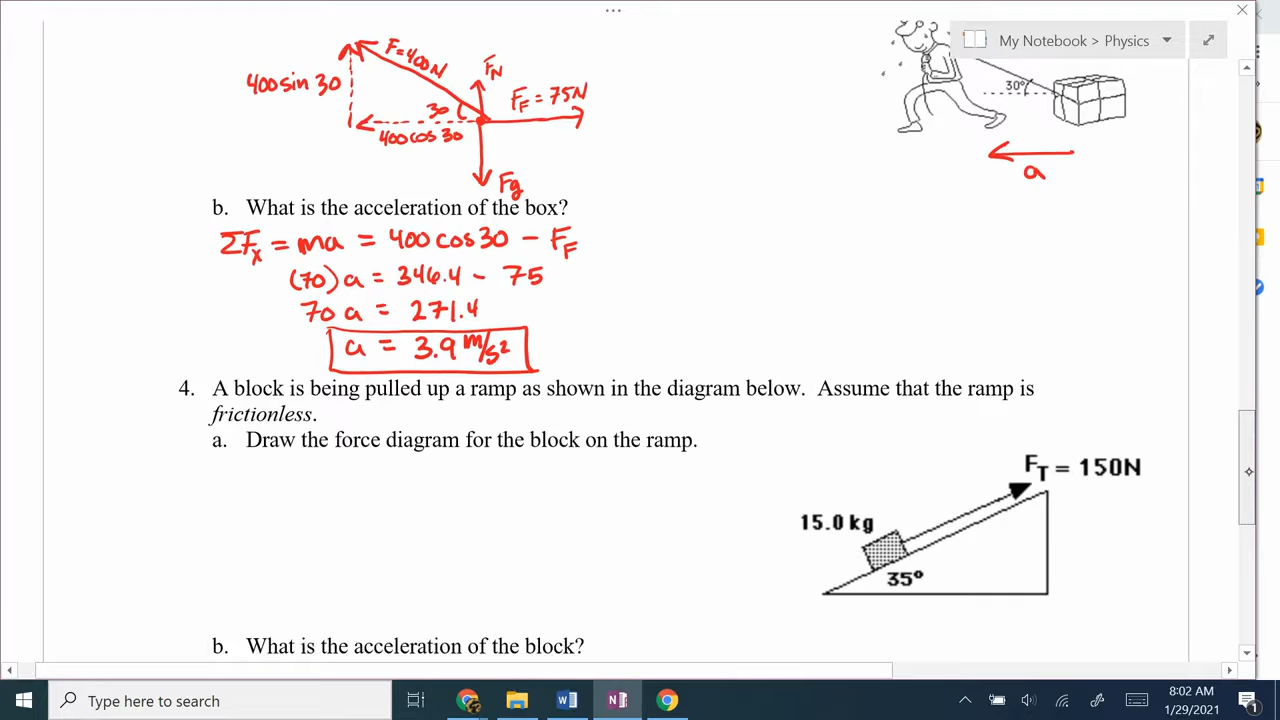 My Notebook > Physics
F=400N
400 sin 30
FN
FF = 75N
30
400 cos 30
Fg
30°
a
b. What is the acceleration of the box?
ΣFx = ma = 400 cos 30 - FF
(70) a = 346.4 - 75
70 a = 271.4
a = 3.9 m/s²
4. A block is being pulled up a ramp as shown in the diagram below. Assume that the ramp is
frictionless.
a. Draw the force diagram for the block on the ramp.
FT = 150N
15.0 kg
35°
b. What is the acceleration of the block?
Type here to search
8:02 AM
1/29/2021
1